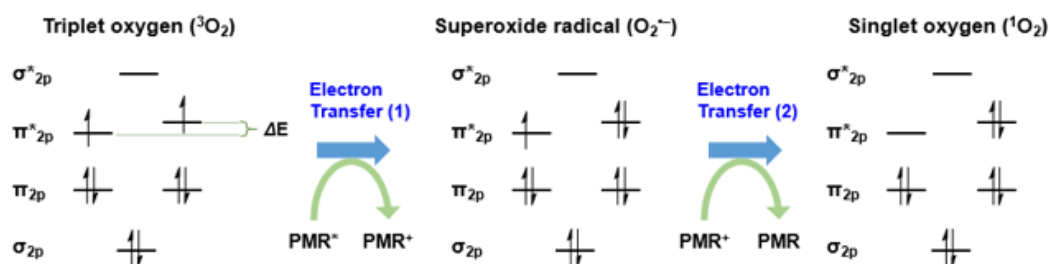 Triplet oxygen (³O₂)
Superoxide radical (O₂•⁻)
Singlet oxygen (¹O₂)
σ*₂p
σ*₂p
σ*₂p
Electron
Transfer (1)
Electron
Transfer (2)
π*₂p
ΔE
π*₂p
π*₂p
π₂p
π₂p
π₂p
PMR* PMR⁺
PMR⁺ PMR
σ₂p
σ₂p
σ₂p